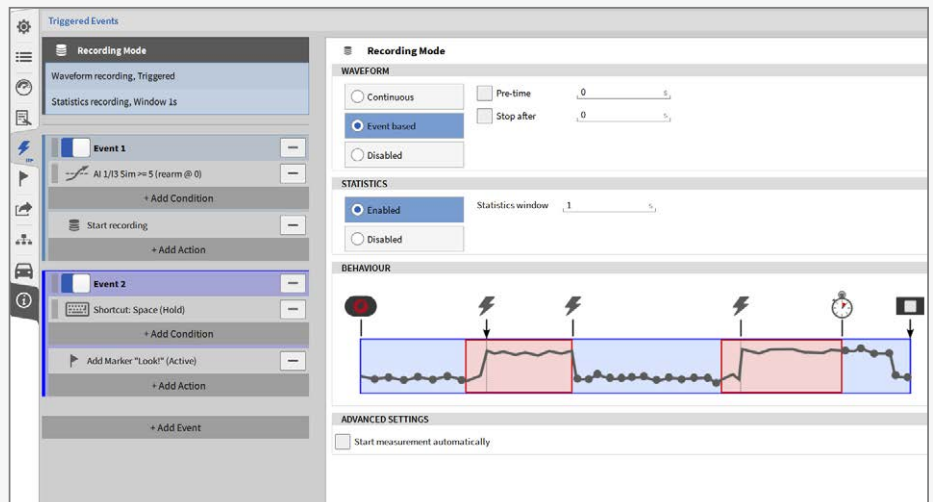 Triggered Events
Recording Mode
Waveform recording, Triggered
Statistics recording, Window 1s
Event 1
AI 1/I3 Sim >= 5 (rearm @ 0)
+ Add Condition
Start recording
+ Add Action
Event 2
Shortcut: Space (Hold)
+ Add Condition
Add Marker "Look!" (Active)
+ Add Action
+ Add Event
Recording Mode
WAVEFORM
Continuous
Event based
Disabled
Pre-time 0 s
Stop after 0 s
STATISTICS
Enabled
Disabled
Statistics window 1 s
BEHAVIOUR
ADVANCED SETTINGS
Start measurement automatically